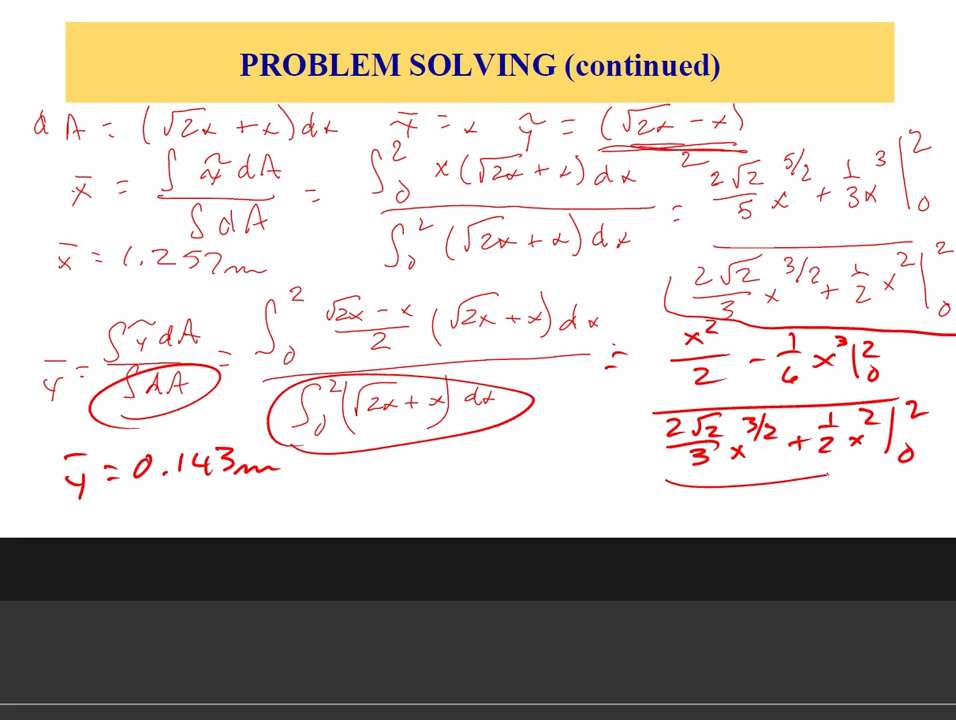 PROBLEM SOLVING (continued)
dA = (√2x + x)dx x̃ = x ỹ = (√2x - x) / 2
x̄ = ∫ x̃ dA / ∫ dA = ∫₀² x(√2x + x)dx / ∫₀² (√2x + x)dx = 2√2/5 x^5/2 + 1/3 x³ |₀² / 2√2/3 x^3/2 + 1/2 x² |₀²
x̄ = 1.257m
ȳ = ∫ ỹ dA / ∫ dA = ∫₀² √2x - x / 2 (√2x + x)dx / ∫₀² (√2x + x)dx = x²/2 - 1/6 x³ |₀² / 2√2/3 x^3/2 + 1/2 x² |₀²
ȳ = 0.143m